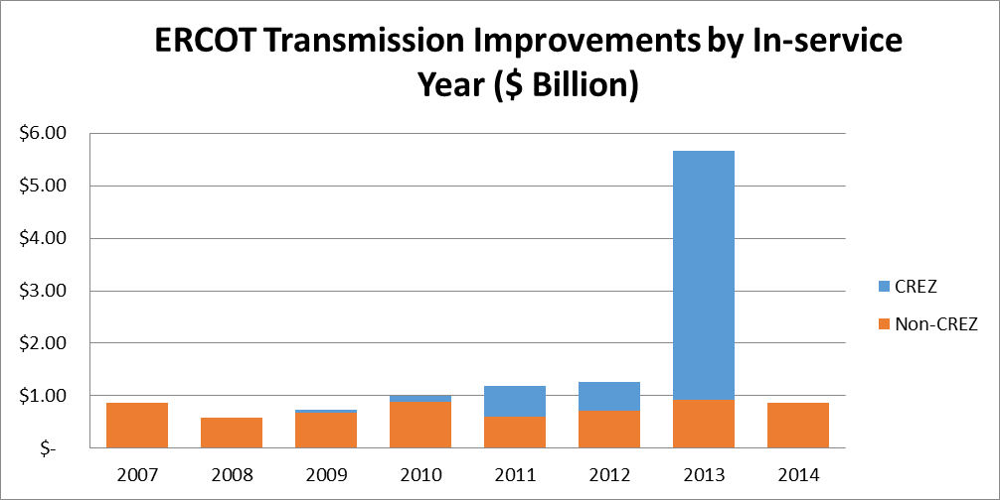 ERCOT Transmission Improvements by In-service
Year ($ Billion)
$6.00
$5.00
$4.00
$3.00
$2.00
$1.00
$-
2007 2008 2009 2010 2011 2012 2013 2014
CREZ
Non-CREZ